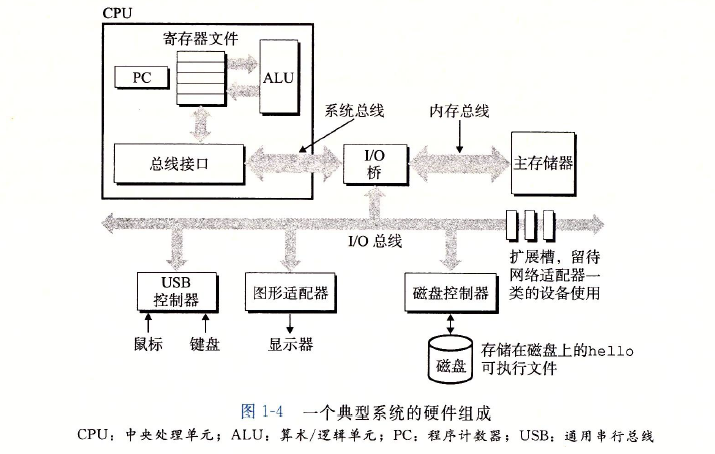 CPU
寄存器文件
PC
ALU
系统总线
内存总线
总线接口
I/O
桥
主存储器
I/O 总线
扩展槽，留待
网络适配器一
类的设备使用
USB
控制器
图形适配器
磁盘控制器
鼠标
键盘
显示器
磁盘
存储在磁盘上的hello
可执行文件
图 1-4 一个典型系统的硬件组成
CPU：中央处理单元；ALU：算术/逻辑单元；PC：程序计数器；USB：通用串行总线